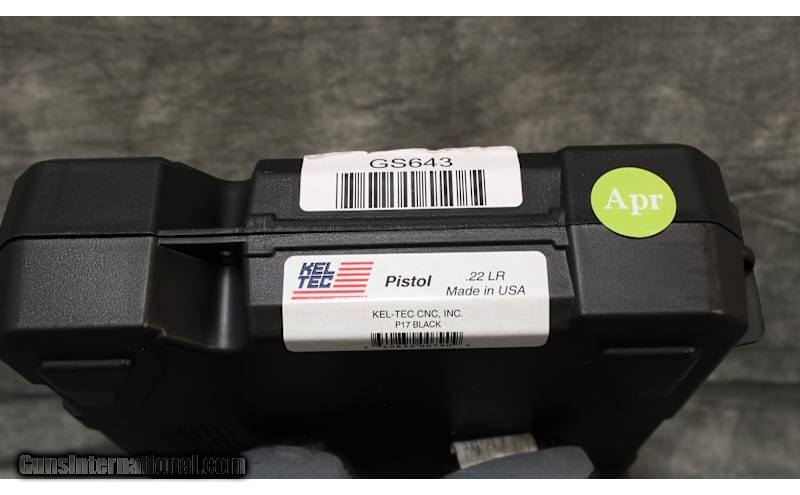 GS643
Apr
KEL
TEC
Pistol
.22 LR
Made in USA
KEL-TEC CNC, INC.
P17 BLACK
GunsInternational.com